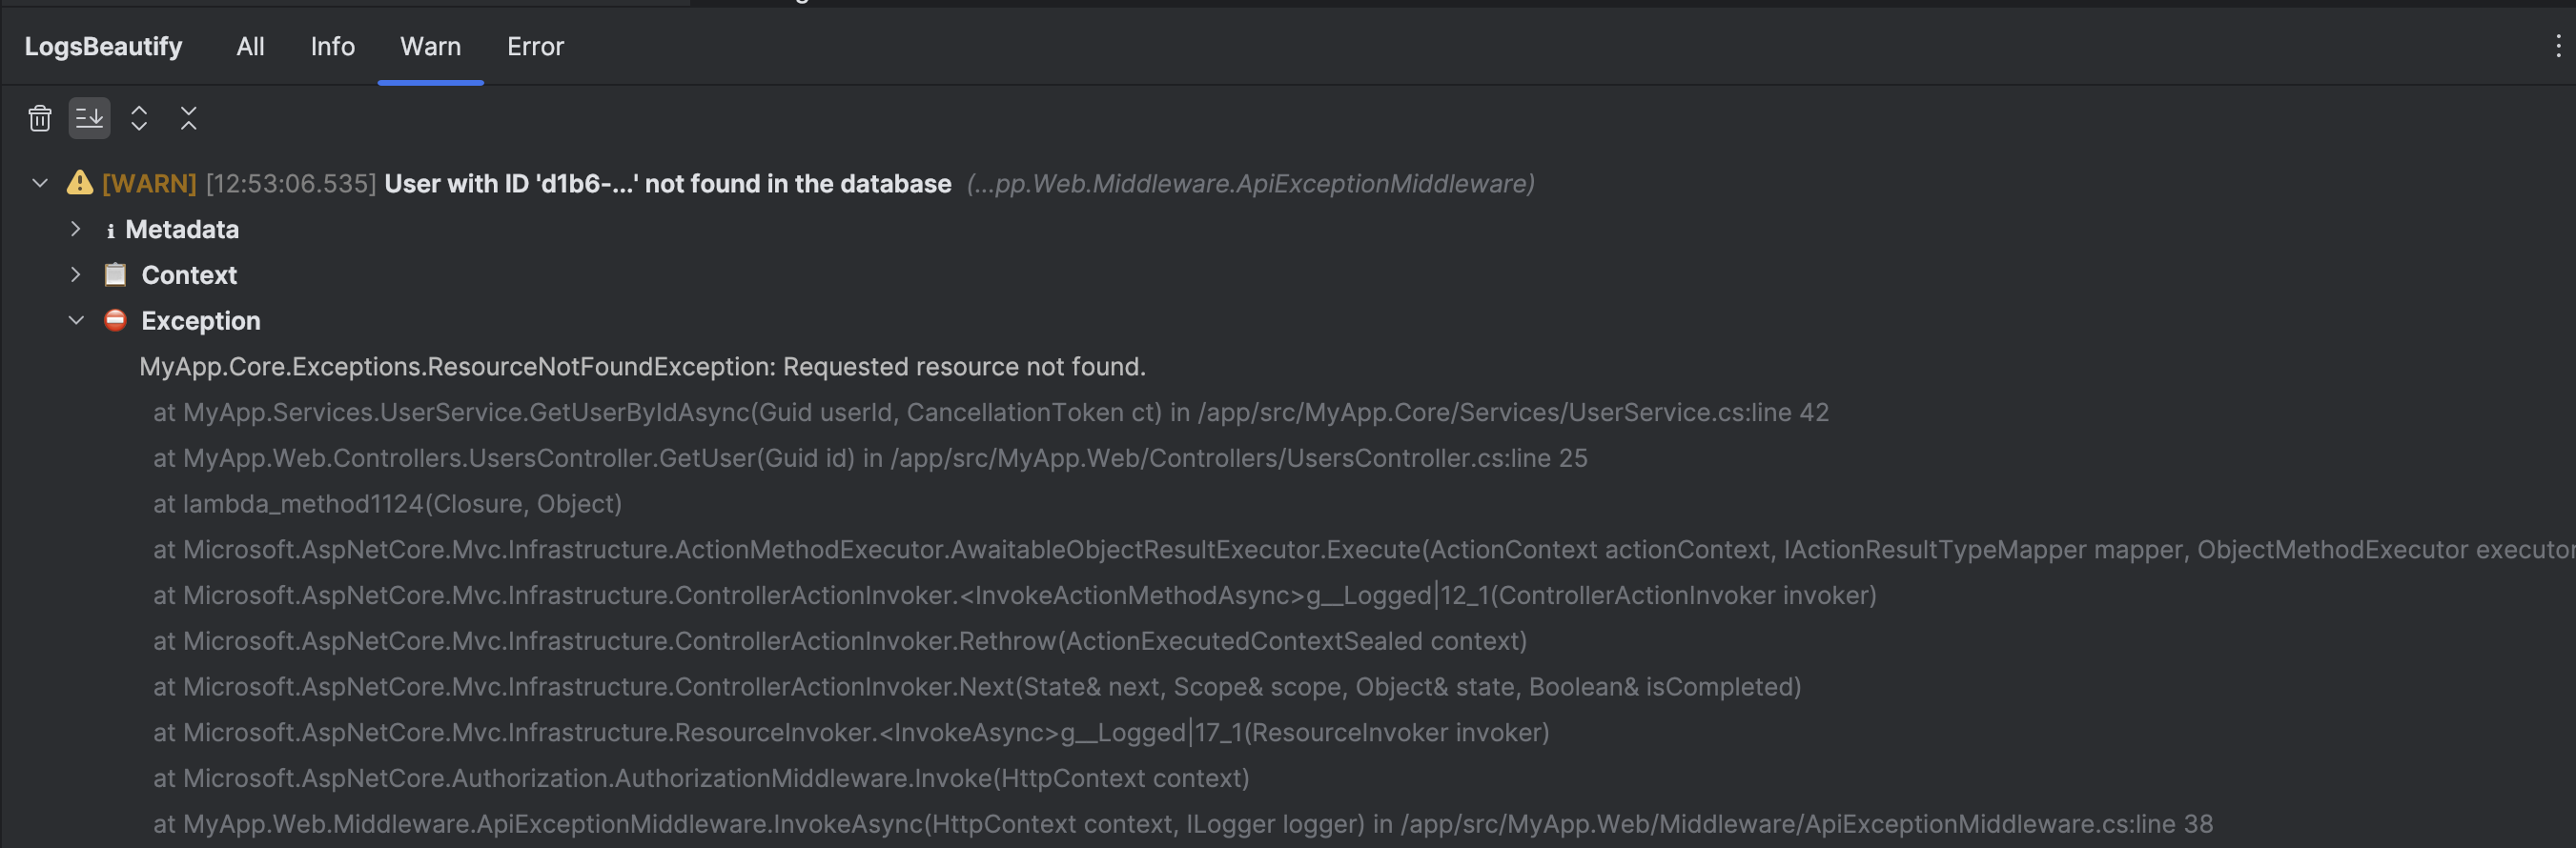 LogsBeautify All Info Warn Error
[WARN] [12:53:06.535] User with ID 'd1b6-...' not found in the database (...pp.Web.Middleware.ApiExceptionMiddleware)
Metadata
Context
Exception
MyApp.Core.Exceptions.ResourceNotFoundException: Requested resource not found.
at MyApp.Services.UserService.GetUserByIdAsync(Guid userId, CancellationToken ct) in /app/src/MyApp.Core/Services/UserService.cs:line 42
at MyApp.Web.Controllers.UsersController.GetUser(Guid id) in /app/src/MyApp.Web/Controllers/UsersController.cs:line 25
at lambda_method1124(Closure, Object)
at Microsoft.AspNetCore.Mvc.Infrastructure.ActionMethodExecutor.AwaitableObjectResultExecutor.Execute(ActionContext actionContext, IActionResultTypeMapper mapper, ObjectMethodExecutor executor
at Microsoft.AspNetCore.Mvc.Infrastructure.ControllerActionInvoker.<InvokeActionMethodAsync>g__Logged|12_1(ControllerActionInvoker invoker)
at Microsoft.AspNetCore.Mvc.Infrastructure.ControllerActionInvoker.Rethrow(ActionExecutedContextSealed context)
at Microsoft.AspNetCore.Mvc.Infrastructure.ControllerActionInvoker.Next(State& next, Scope& scope, Object& state, Boolean& isCompleted)
at Microsoft.AspNetCore.Mvc.Infrastructure.ResourceInvoker.<InvokeAsync>g__Logged|17_1(ResourceInvoker invoker)
at Microsoft.AspNetCore.Authorization.AuthorizationMiddleware.Invoke(HttpContext context)
at MyApp.Web.Middleware.ApiExceptionMiddleware.InvokeAsync(HttpContext context, ILogger logger) in /app/src/MyApp.Web/Middleware/ApiExceptionMiddleware.cs:line 38